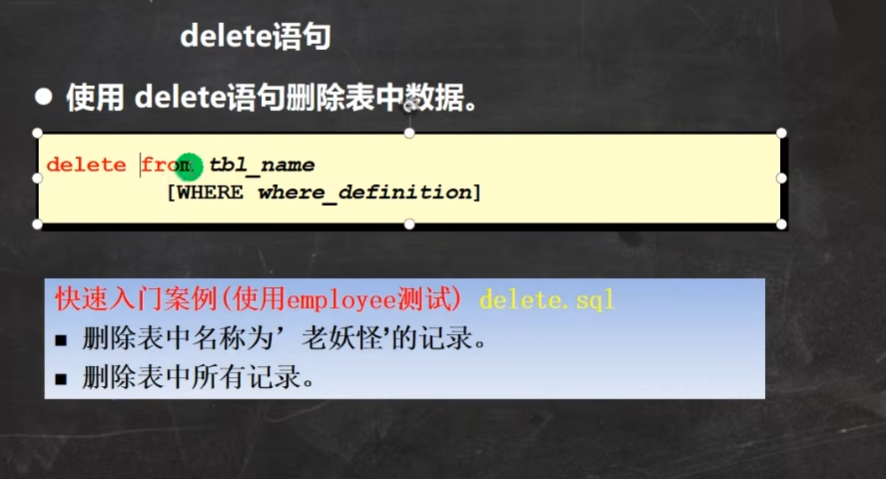 delete语句
● 使用 delete语句删除表中数据。
delete from tbl_name
[WHERE where_definition]
快速入门案例(使用employee测试) delete.sql
■ 删除表中名称为’老妖怪'的记录。
■ 删除表中所有记录。